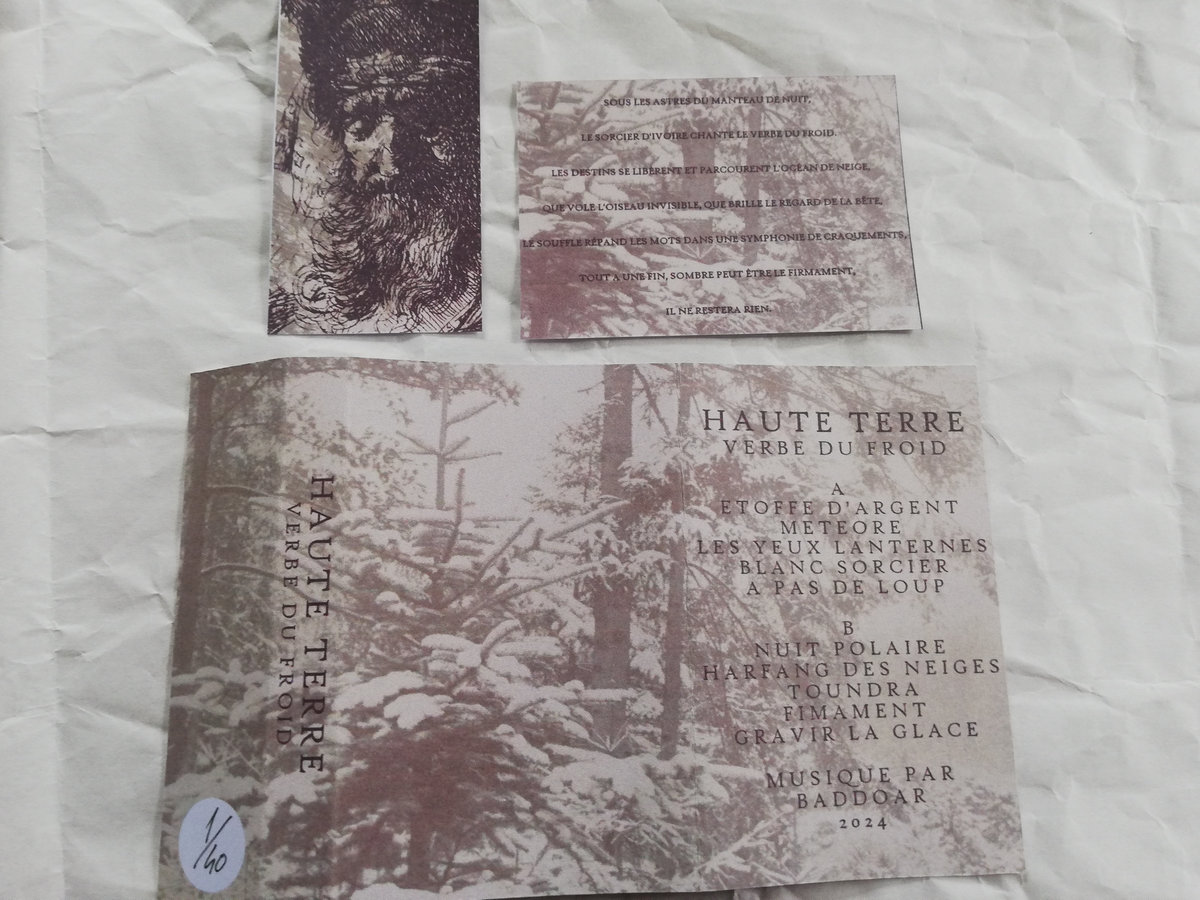 SOUS LES ASTRES DU MANTEAU DE NUIT,
LE SORCIER D'IVOIRE CHANTE LE VERBE DU FROID.
LES DESTINS SE LIBÈRENT ET PARCOURENT L'OCÉAN DE NEIGE,
QUE VOLE L'OISEAU INVISIBLE, QUE BRILLE LE REGARD DE LA BÊTE,
LE SOUFFLE RÉPAND LES MOTS DANS UNE SYMPHONIE DE CRAQUEMENTS,
TOUT A UNE FIN, SOMBRE PEUT ÊTRE LE FIRMAMENT,
IL NE RESTERA RIEN.
HAUTE TERRE
VERBE DU FROID
1/40
HAUTE TERRE
VERBE DU FROID
A
ETOFFE D'ARGENT
METEORE
LES YEUX LANTERNES
BLANC SORCIER
A PAS DE LOUP
B
NUIT POLAIRE
HARFANG DES NEIGES
TOUNDRA
FIMAMENT
GRAVIR LA GLACE
MUSIQUE PAR
BADDOAR
2024